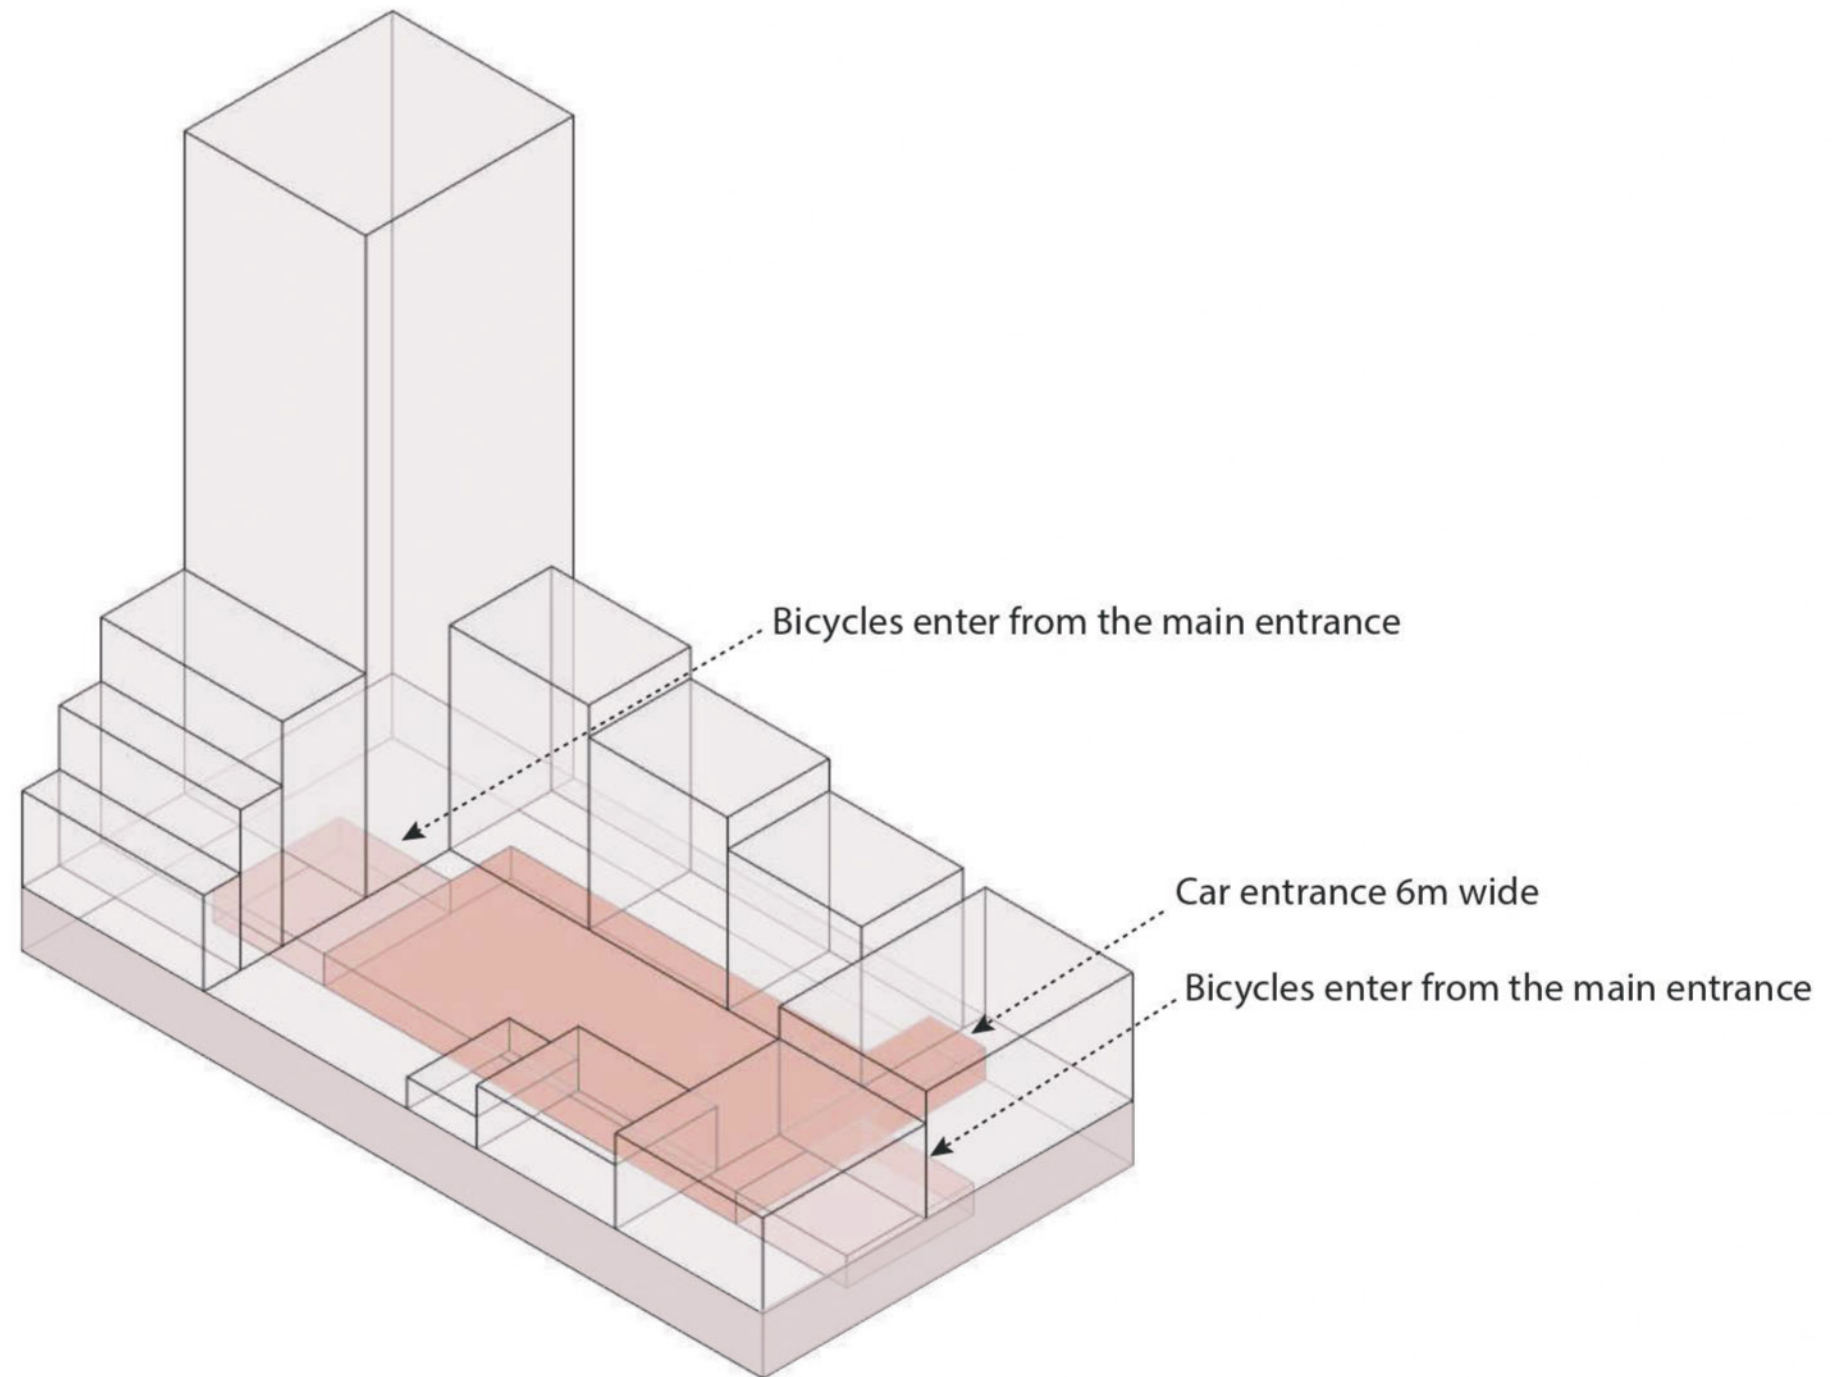 Bicycles enter from the main entrance
Car entrance 6m wide
Bicycles enter from the main entrance